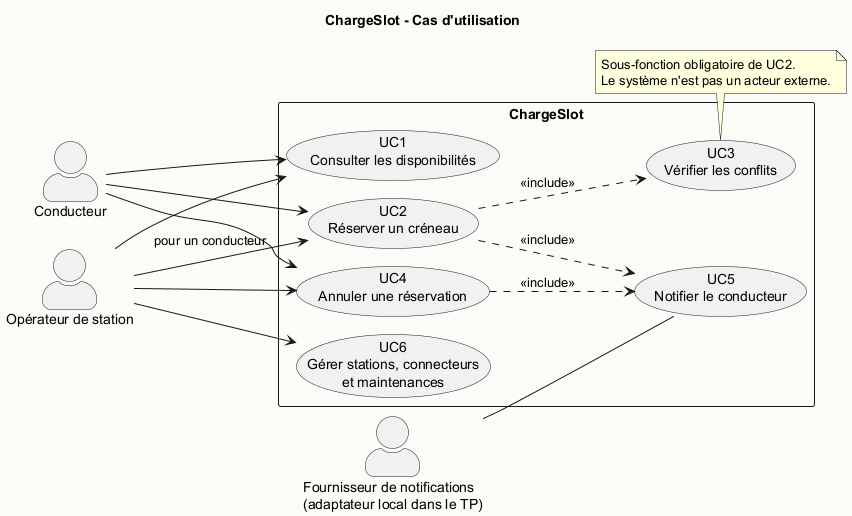 ChargeSlot - Cas d'utilisation
Sous-fonction obligatoire de UC2.
Le système n'est pas un acteur externe.
ChargeSlot
UC1
Consulter les disponibilités
UC3
Vérifier les conflits
«include»
Conducteur
UC2
Réserver un créneau
pour un conducteur
«include»
UC4
Annuler une réservation
«include»
UC5
Notifier le conducteur
Opérateur de station
UC6
Gérer stations, connecteurs
et maintenances
Fournisseur de notifications
(adaptateur local dans le TP)